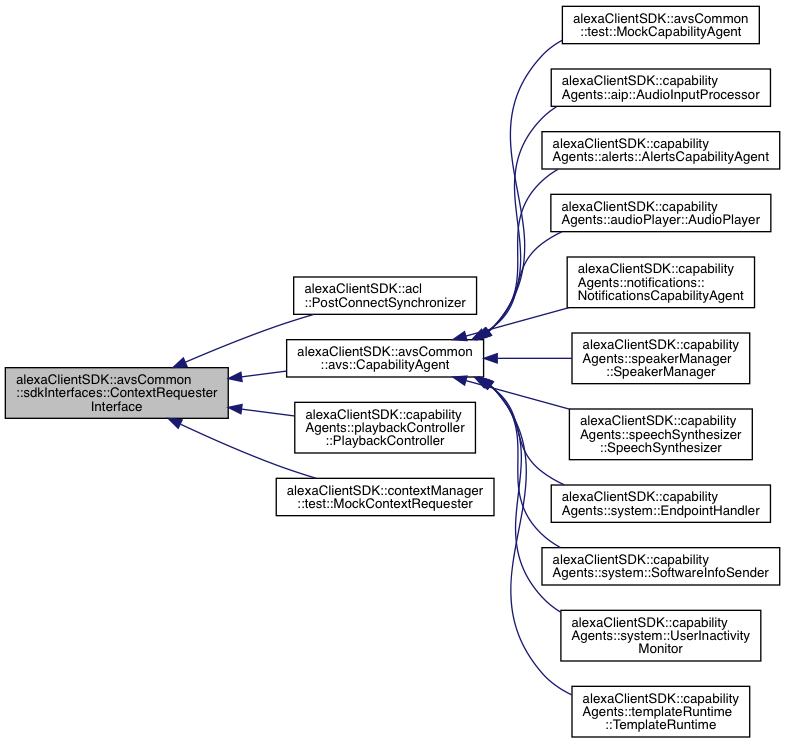 alexaClientSDK::avsCommon
::test::MockCapabilityAgent
alexaClientSDK::capability
Agents::aip::AudioInputProcessor
alexaClientSDK::capability
Agents::alerts::AlertsCapabilityAgent
alexaClientSDK::capability
Agents::audioPlayer::AudioPlayer
alexaClientSDK::capability
Agents::notifications::
NotificationsCapabilityAgent
alexaClientSDK::acl
::PostConnectSynchronizer
alexaClientSDK::avsCommon
::avs::CapabilityAgent
alexaClientSDK::capability
Agents::speakerManager
::SpeakerManager
alexaClientSDK::avsCommon
::sdkInterfaces::ContextRequester
Interface
alexaClientSDK::capability
Agents::playbackController
::PlaybackController
alexaClientSDK::capability
Agents::speechSynthesizer
::SpeechSynthesizer
alexaClientSDK::contextManager
::test::MockContextRequester
alexaClientSDK::capability
Agents::system::EndpointHandler
alexaClientSDK::capability
Agents::system::SoftwareInfoSender
alexaClientSDK::capability
Agents::system::UserInactivity
Monitor
alexaClientSDK::capability
Agents::templateRuntime
::TemplateRuntime